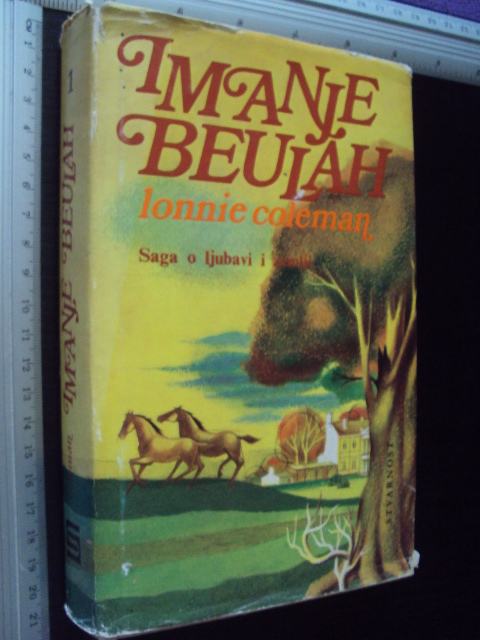 IMANJE
BEULAH
lonnie coleman
Saga o ljubavi i
STVARNOST
1
IMANJE BEULAH